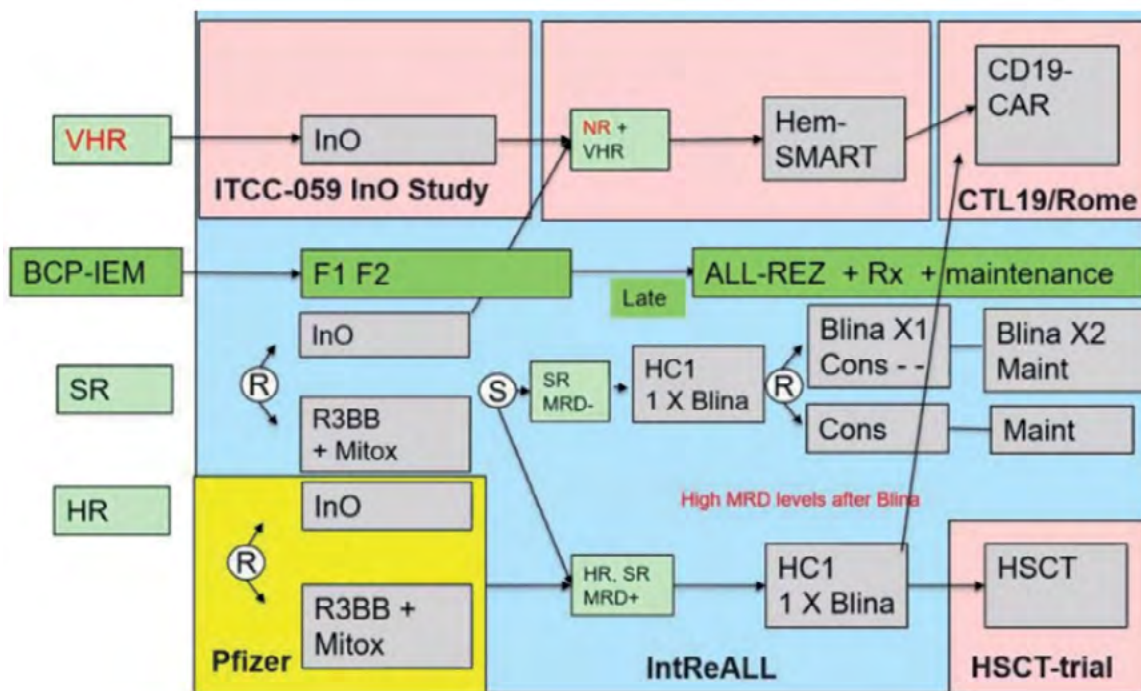 CD19-
CAR
VHR
InO
NR +
VHR
Hem-
SMART
ITCC-059 InO Study
CTL19/Rome
BCP-IEM
F1 F2
Late
ALL-REZ + Rx + maintenance
InO
R
SR
R3BB
+ Mitox
S
SR
MRD-
HC1
1 X Blina
R
Blina X1
Cons - -
Blina X2
Maint
Cons
Maint
HR
InO
R
R3BB +
Mitox
Pfizer
High MRD levels after Blina
HR, SR
MRD+
HC1
1 X Blina
HSCT
IntReALL
HSCT-trial